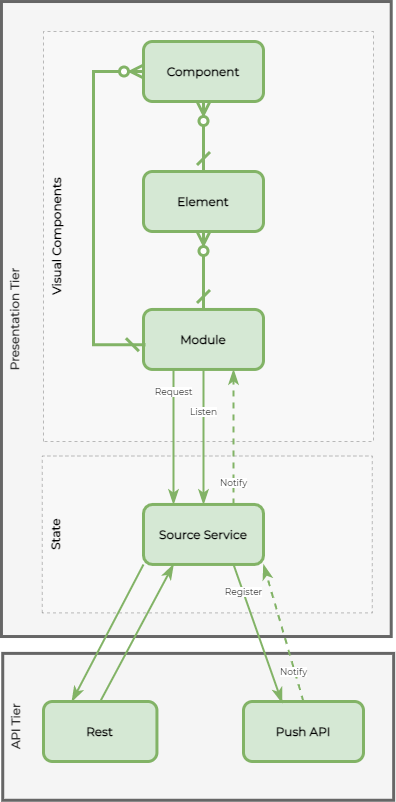 Presentation Tier
Visual Components
Component
Element
Module
Request
Listen
Notify
State
Source Service
Register
Notify
API Tier
Rest
Push API